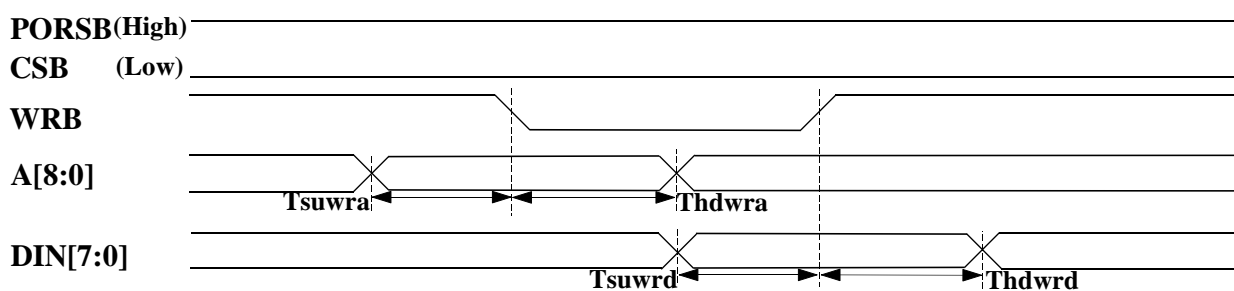 PORSB(High)
CSB (Low)
WRB
A[8:0]
Tsuwra Thdwra
DIN[7:0]
Tsuwrd Thdwrd